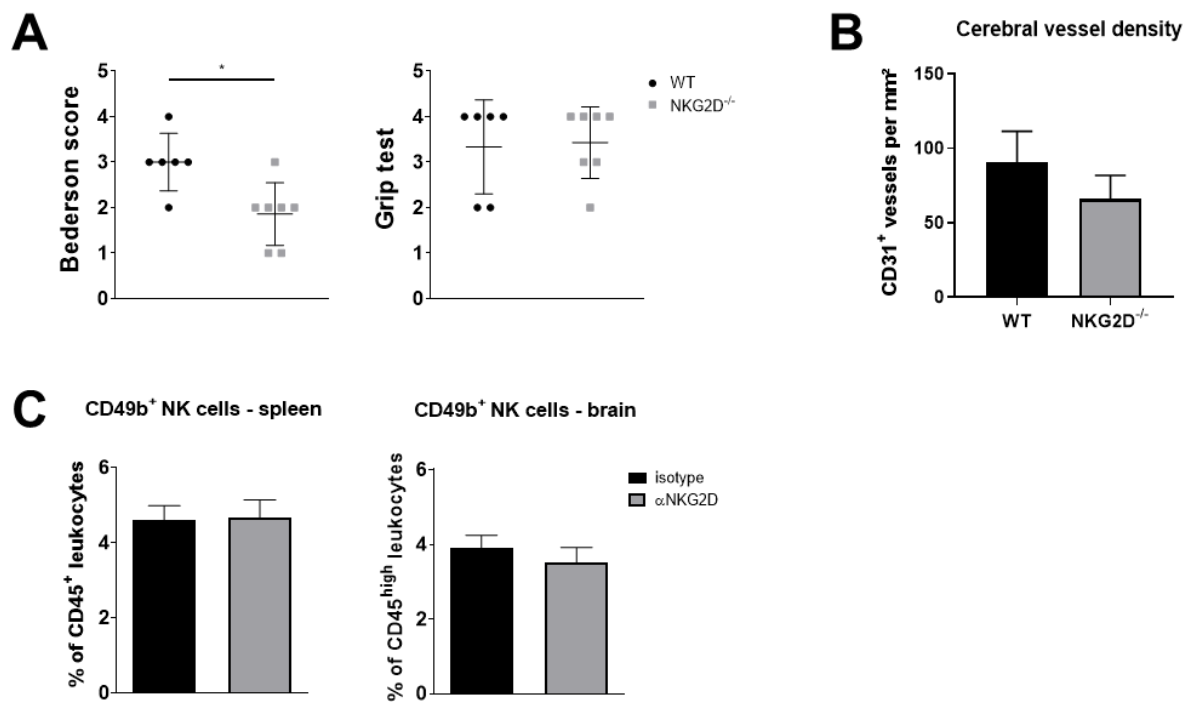 A
Bederson score
5
4
3
2
1
0
*
Grip test
5
4
3
2
1
0
WT
NKG2D-/-
B
Cerebral vessel density
CD31+ vessels per mm²
150
100
50
0
WT
NKG2D-/-
C
CD49b+ NK cells - spleen
% of CD45+ leukocytes
6
4
2
0
CD49b+ NK cells - brain
% of CD45high leukocytes
6
4
2
0
isotype
αNKG2D